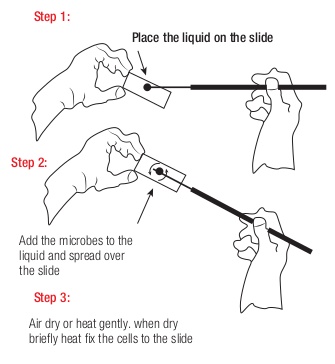 Step 1:
Place the liquid on the slide
Step 2:
Add the microbes to the
liquid and spread over
the slide
Step 3:
Air dry or heat gently. when dry
briefly heat fix the cells to the slide